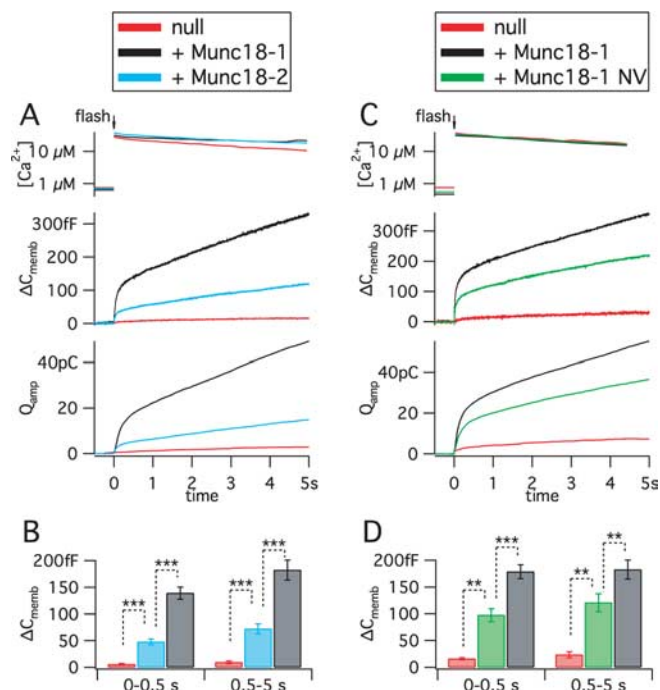 A
null
+ Munc18-1
+ Munc18-2
flash
[Ca²⁺]
10 µM
1 µM
ΔCmemb
300fF
200
100
0
Qamp
40pC
20
0
0 1 2 3 4 5s
time
B
ΔCmemb
200fF
150
100
50
0
*** *** *** ***
0-0.5 s 0.5-5 s
C
null
+ Munc18-1
+ Munc18-1 NV
flash
[Ca²⁺]
10 µM
1 µM
ΔCmemb
300fF
200
100
0
Qamp
40pC
20
0
0 1 2 3 4 5s
time
D
ΔCmemb
200fF
150
100
50
0
** *** ** **
0-0.5 s 0.5-5 s